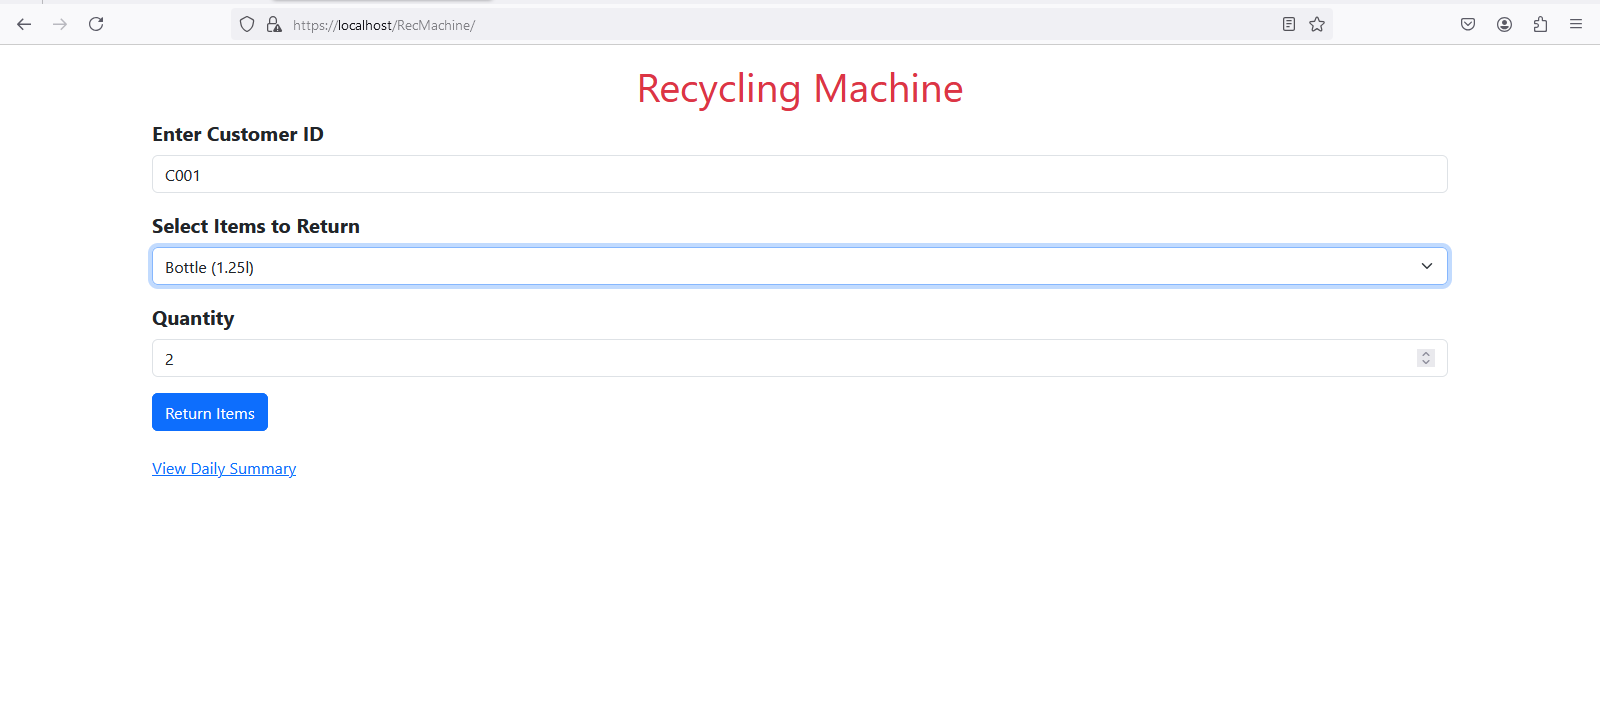 https://localhost/RecMachine/
Recycling Machine
Enter Customer ID
C001
Select Items to Return
Bottle (1.25l)
Quantity
2
Return Items
View Daily Summary